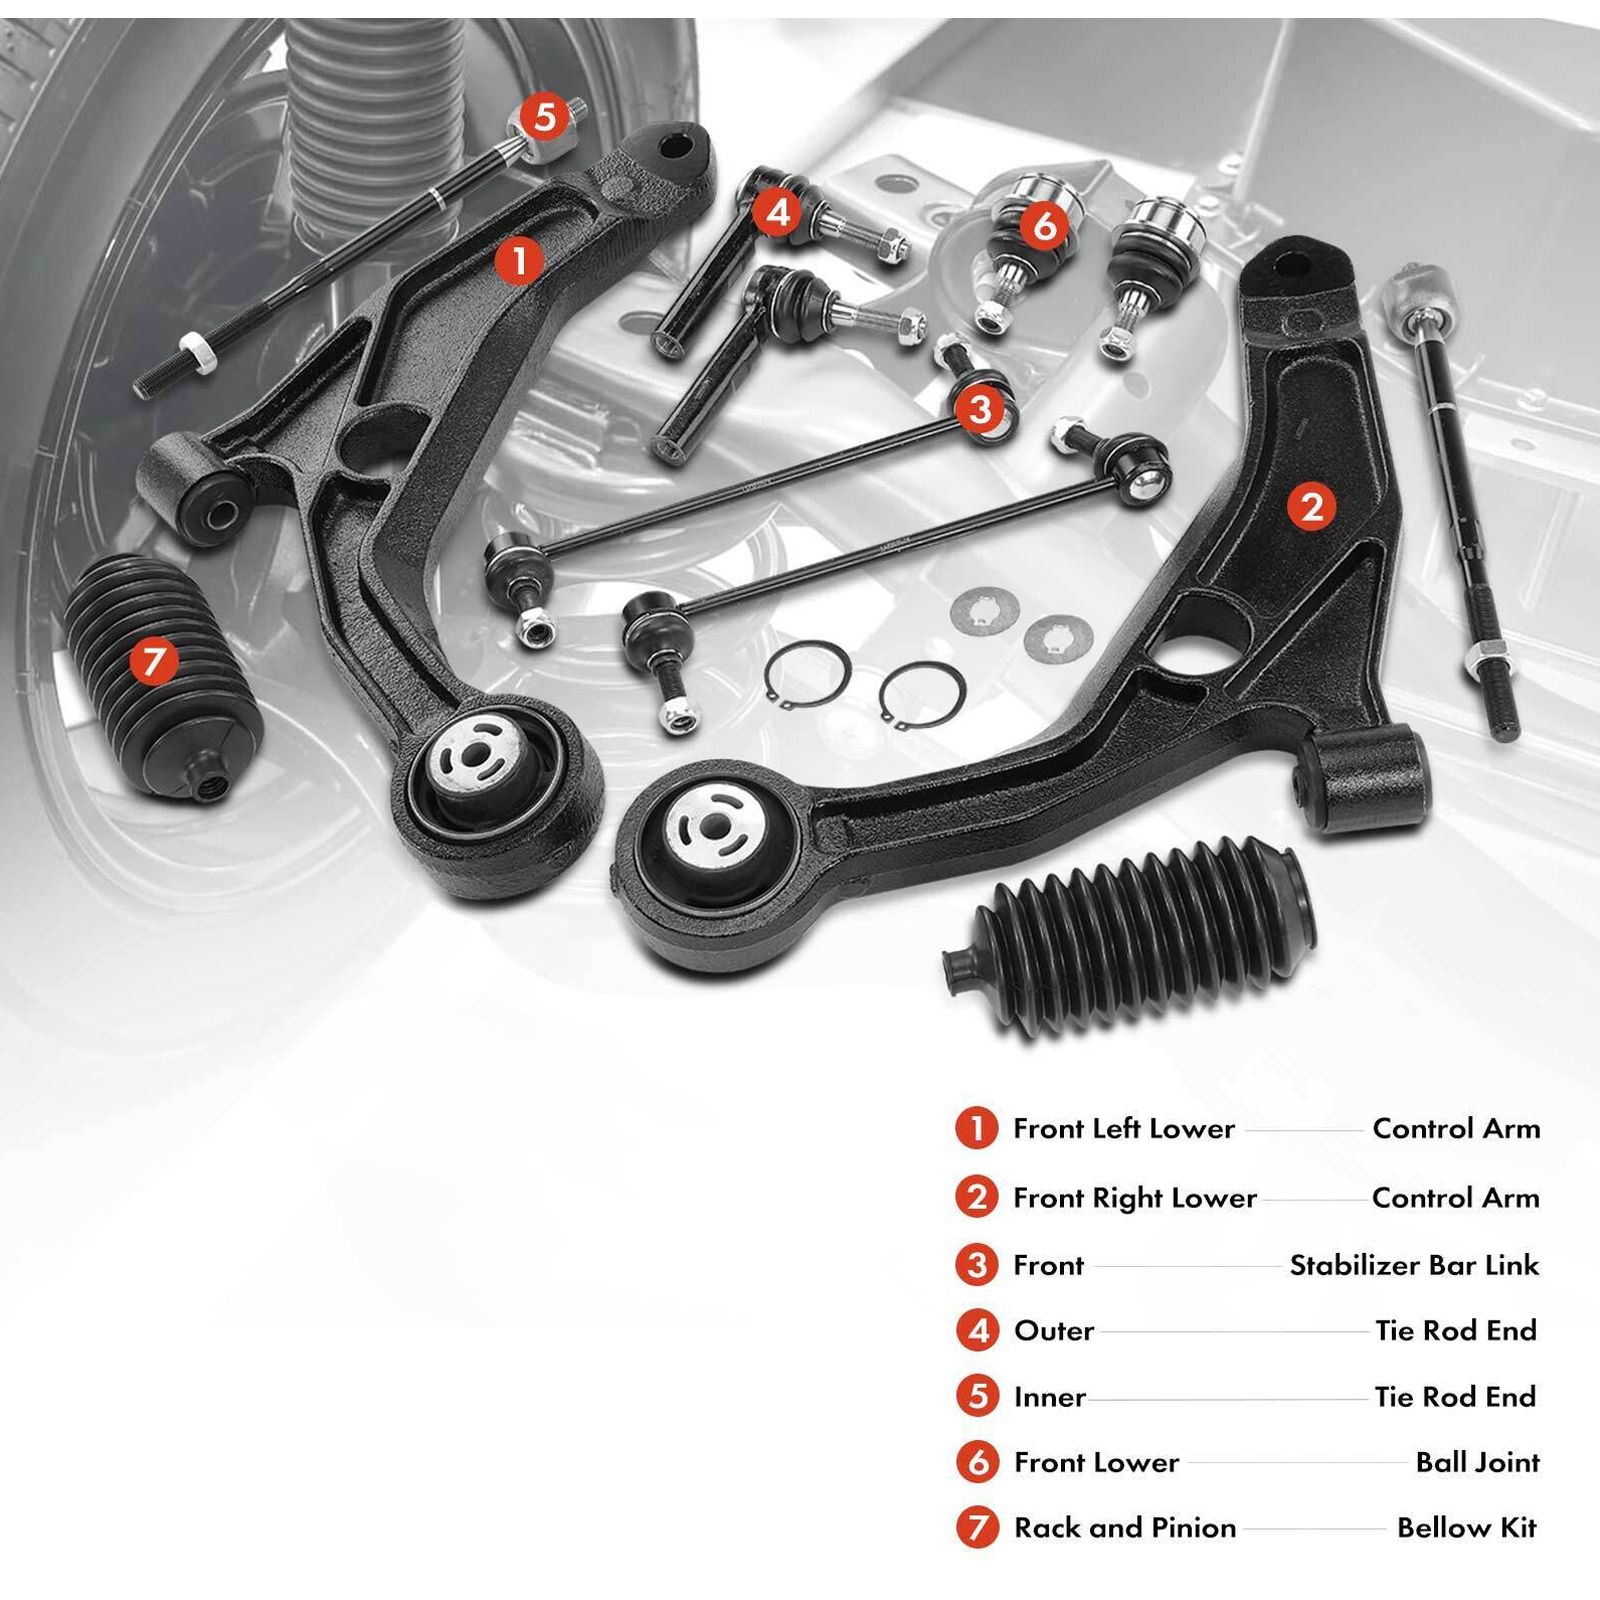 5
1
4
6
3
2
7
1 Front Left Lower Control Arm
2 Front Right Lower Control Arm
3 Front Stabilizer Bar Link
4 Outer Tie Rod End
5 Inner Tie Rod End
6 Front Lower Ball Joint
7 Rack and Pinion Bellow Kit